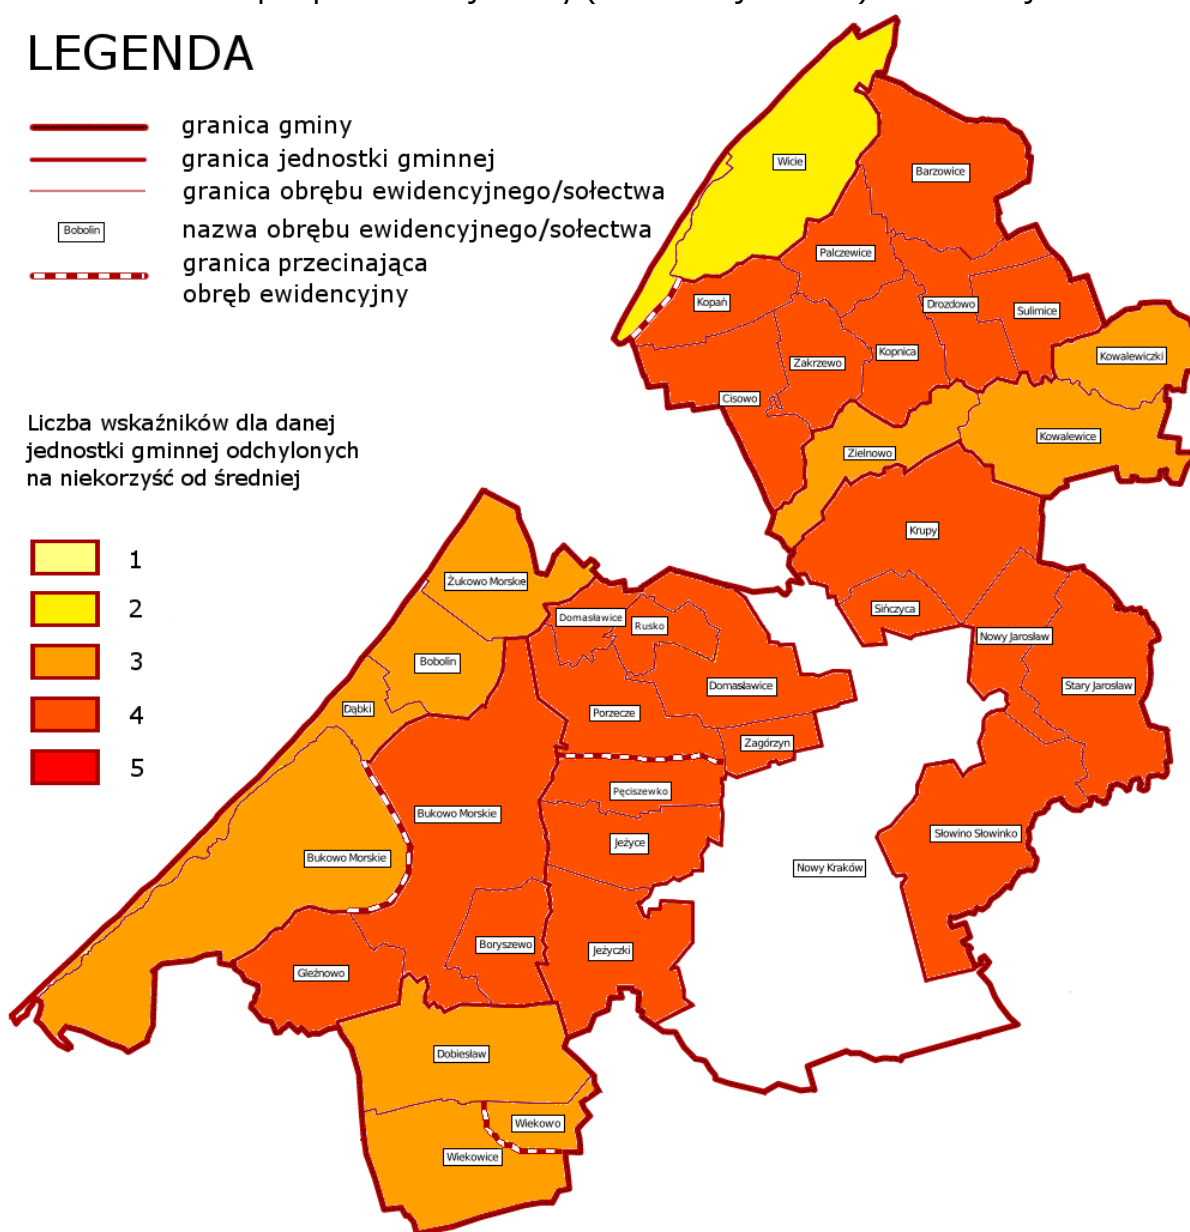 LEGENDA
granica gminy
granica jednostki gminnej
granica obrębu ewidencyjnego/sołectwa
Bobolin
nazwa obrębu ewidencyjnego/sołectwa
granica przecinająca
obręb ewidencyjny
Liczba wskaźników dla danej
jednostki gminnej odchylonych
na niekorzyść od średniej
1
2
3
4
5
Wicie
Barzowice
Palczewice
Kopań
Drozdowo
Sulimice
Kopnica
Zakrzewo
Kowalewiczki
Cisowo
Kowalewice
Zielnowo
Krupy
Żukowo Morskie
Sińczyca
Domasławice
Rusko
Nowy Jarosław
Bobolin
Stary Jarosław
Domasławice
Dąbki
Porzecze
Zagórzyn
Pęciszewko
Bukowo Morskie
Słowino Słowinko
Jeżyce
Bukowo Morskie
Nowy Kraków
Boryszewo
Jeżyczki
Gleźnowo
Dobiesław
Wiekowo
Wiekowice